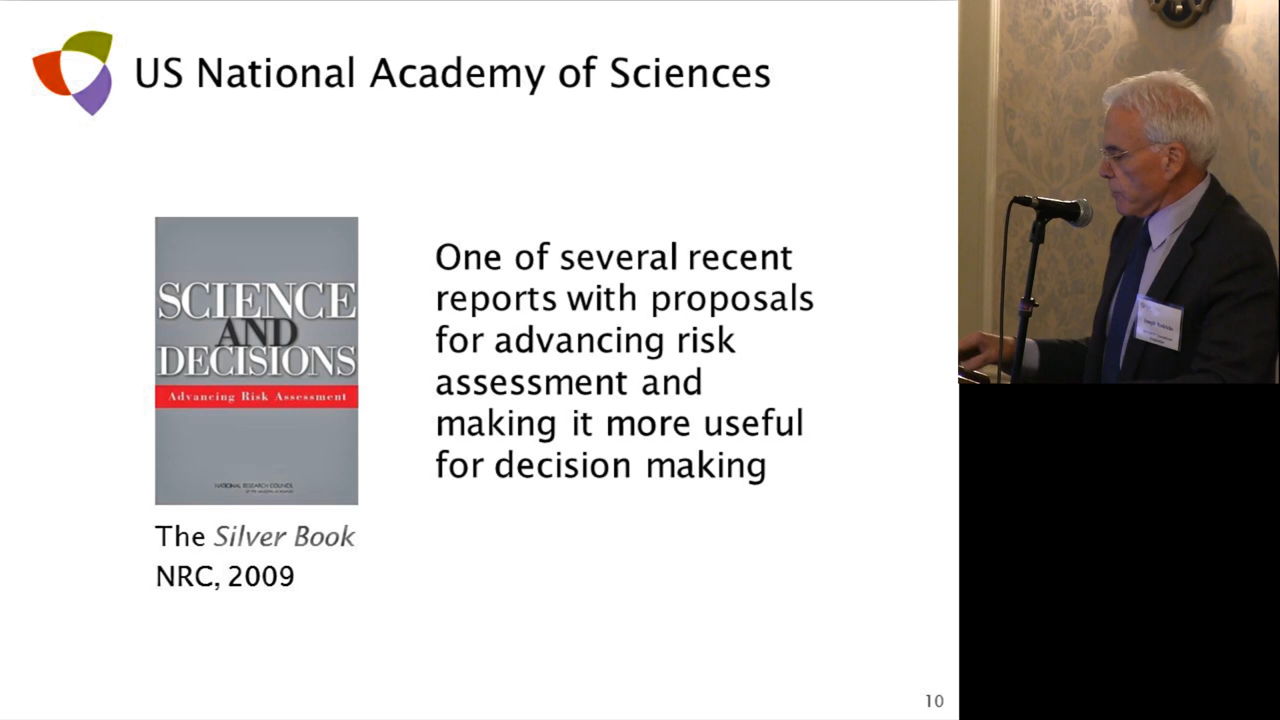 US National Academy of Sciences
SCIENCE
AND
DECISIONS
Advancing Risk Assessment
NATIONAL RESEARCH COUNCIL
The Silver Book
NRC, 2009
One of several recent
reports with proposals
for advancing risk
assessment and
making it more useful
for decision making
10